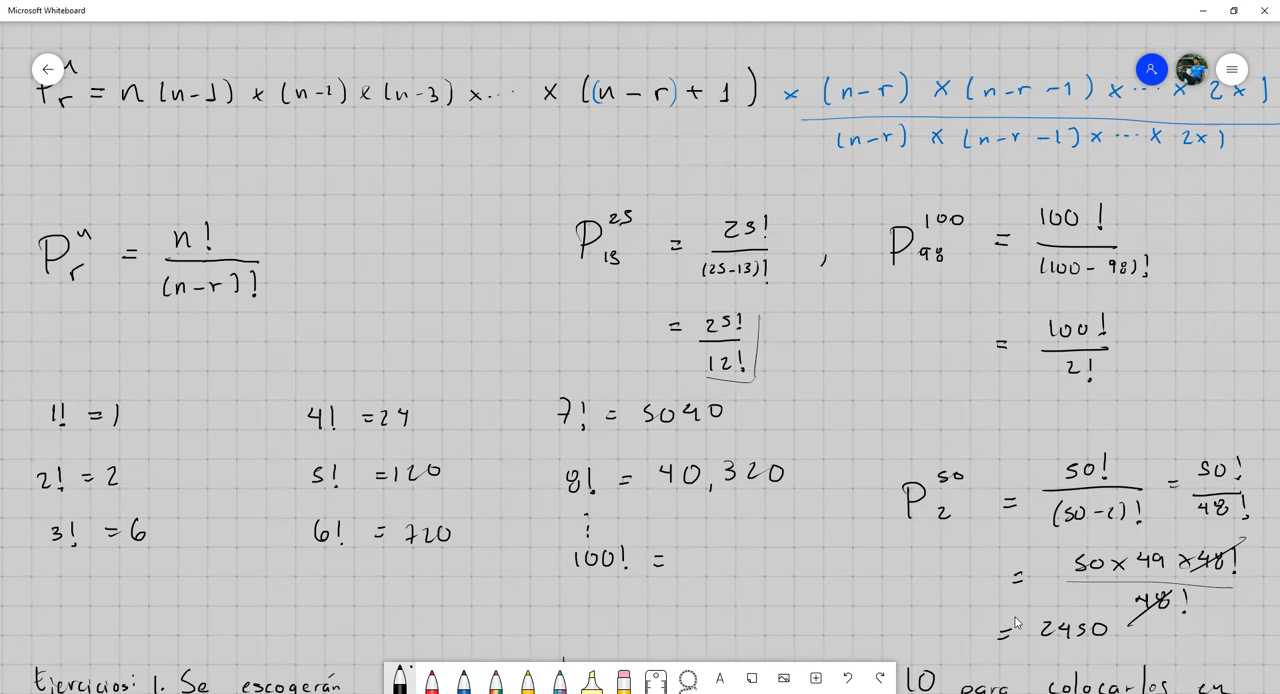 Microsoft Whiteboard
P^n_r = n (n-1) × (n-2) × (n-3) × ... × ((n-r)+1) × (n-r) × (n-r-1) × ... × 2×1
(n-r) × (n-r-1) × ... × 2×1
P^n_r = n! / (n-r)!
P^25_13 = 25! / (25-13)! , P^100_98 = 100! / (100-98)!
= 25! / 12! = 100! / 2!
1! = 1 4! = 24 7! = 5040
2! = 2 5! = 120 8! = 40,320
3! = 6 6! = 720 ⋮
100! =
P^50_2 = 50! / (50-2)! = 50! / 48!
= 50 × 49 × 48! / 48!
= 2450
Ejercicios: 1. Se escogerán 10 para colocarlos en